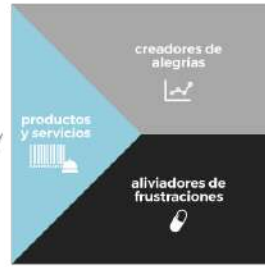 creadores de
alegrías
productos
y servicios
aliviadores de
frustraciones